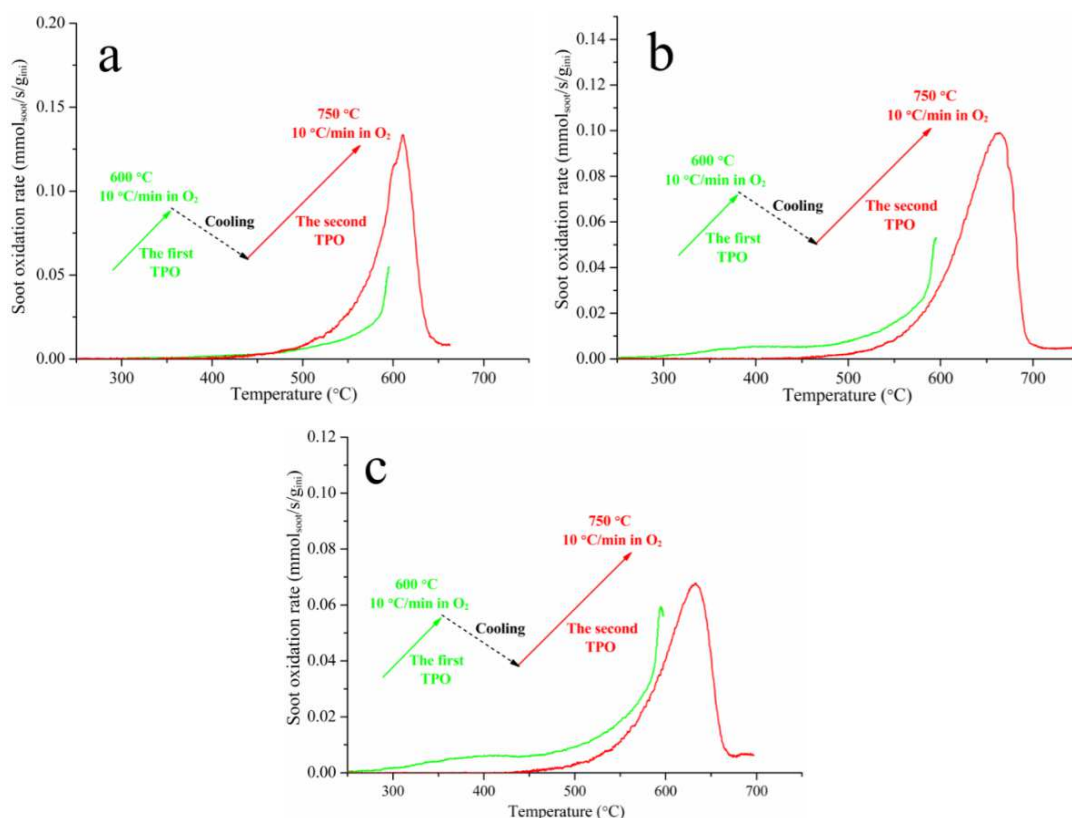 a
0.20
0.15
0.10
0.05
0.00
Soot oxidation rate (mmol_soot/s/g_ini)
750 °C
10 °C/min in O₂
600 °C
10 °C/min in O₂
Cooling
The first
TPO
The second
TPO
300 400 500 600 700
Temperature (°C)
b
0.14
0.12
0.10
0.08
0.06
0.04
0.02
0.00
Soot oxidation rate (mmol_soot/s/g_ini)
750 °C
10 °C/min in O₂
600 °C
10 °C/min in O₂
Cooling
The first
TPO
The second
TPO
300 400 500 600 700
Temperature (°C)
c
0.12
0.10
0.08
0.06
0.04
0.02
0.00
Soot oxidation rate (mmol_soot/s/g_ini)
750 °C
10 °C/min in O₂
600 °C
10 °C/min in O₂
Cooling
The first
TPO
The second
TPO
300 400 500 600 700
Temperature (°C)